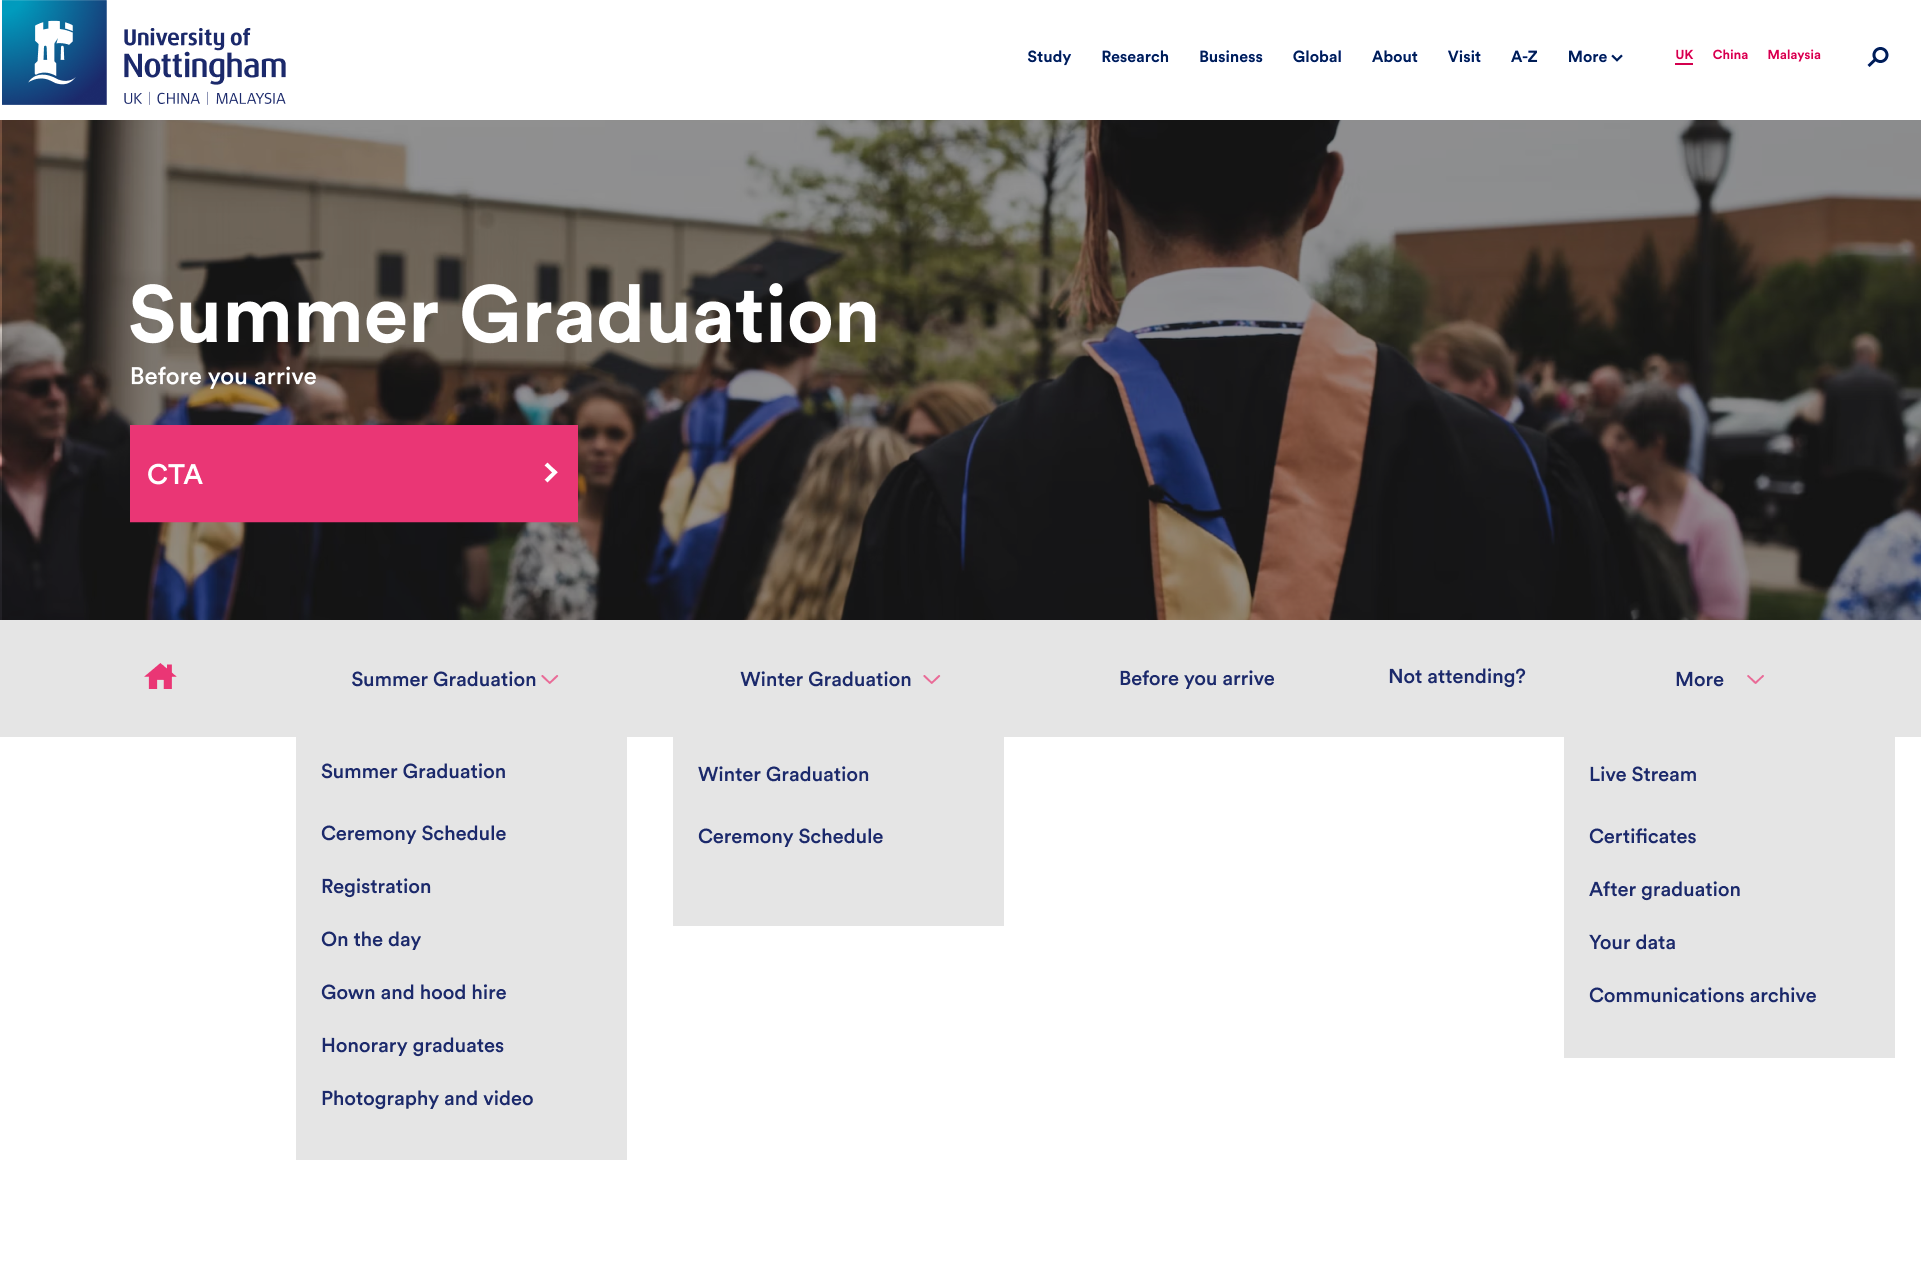 University of
Nottingham
UK | CHINA | MALAYSIA
Study Research Business Global About Visit A-Z More UK China Malaysia
Summer Graduation
Before you arrive
CTA
Summer Graduation Winter Graduation Before you arrive Not attending? More
Summer Graduation
Ceremony Schedule
Registration
On the day
Gown and hood hire
Honorary graduates
Photography and video
Winter Graduation
Ceremony Schedule
Live Stream
Certificates
After graduation
Your data
Communications archive